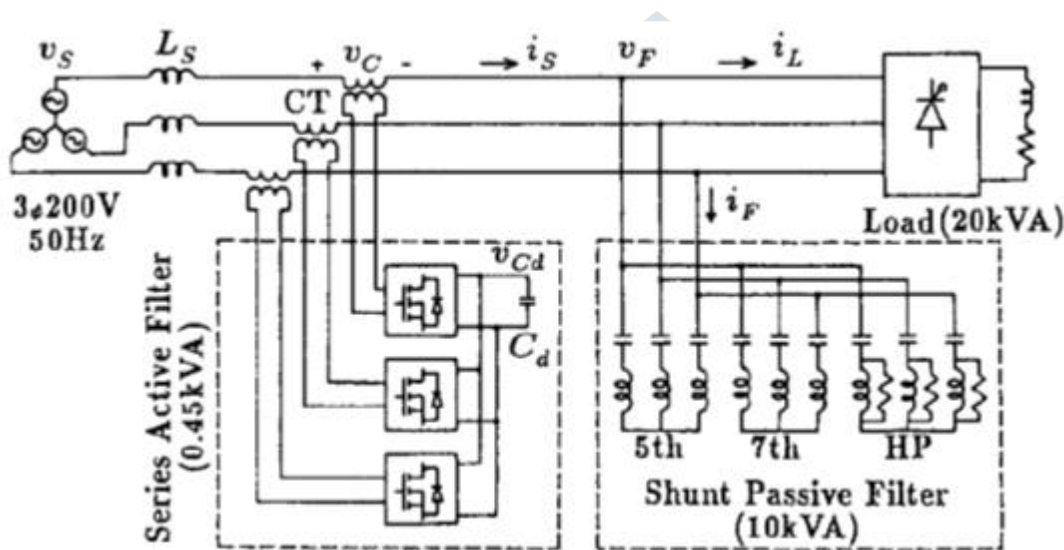 v_S
L_S
+ v_C -
i_S
v_F
i_L
CT
3φ200V
50Hz
i_F
Load(20kVA)
Series Active Filter
(0.45kVA)
v_Cd
C_d
5th
7th
HP
Shunt Passive Filter
(10kVA)